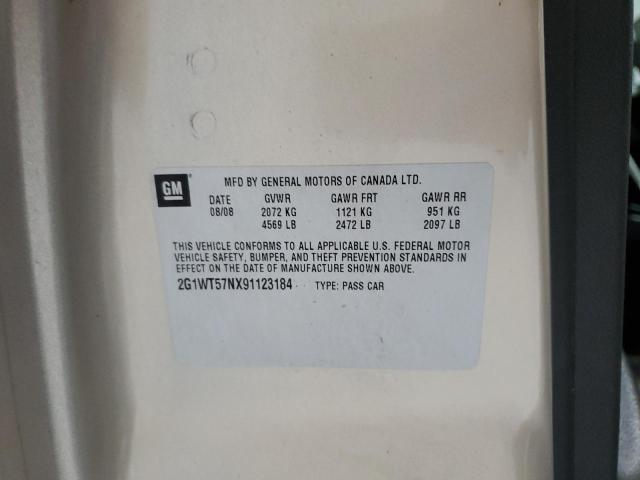 GM
MFD BY GENERAL MOTORS OF CANADA LTD.
DATE GVWR GAWR FRT GAWR RR
08/08 2072 KG 1121 KG 951 KG
4569 LB 2472 LB 2097 LB
THIS VEHICLE CONFORMS TO ALL APPLICABLE U.S. FEDERAL MOTOR
VEHICLE SAFETY, BUMPER, AND THEFT PREVENTION STANDARDS IN
EFFECT ON THE DATE OF MANUFACTURE SHOWN ABOVE.
2G1WT57NX91123184 TYPE: PASS CAR